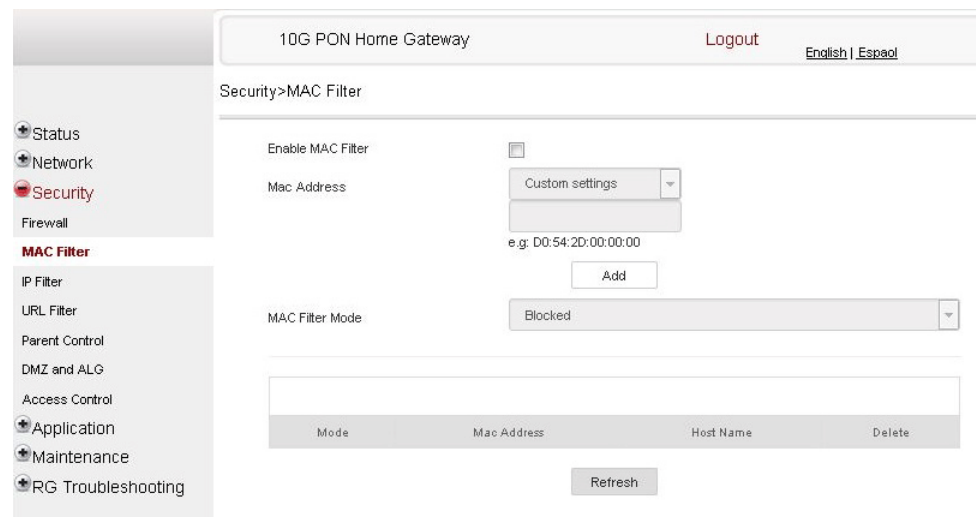 10G PON Home Gateway
Logout
English | Espaol
Security>MAC Filter
Status
Network
Security
Firewall
MAC Filter
IP Filter
URL Filter
Parent Control
DMZ and ALG
Access Control
Application
Maintenance
RG Troubleshooting
Enable MAC Filter
Mac Address
Custom settings
e.g: D0:54:2D:00:00:00
Add
MAC Filter Mode
Blocked
Mode Mac Address Host Name Delete
Refresh